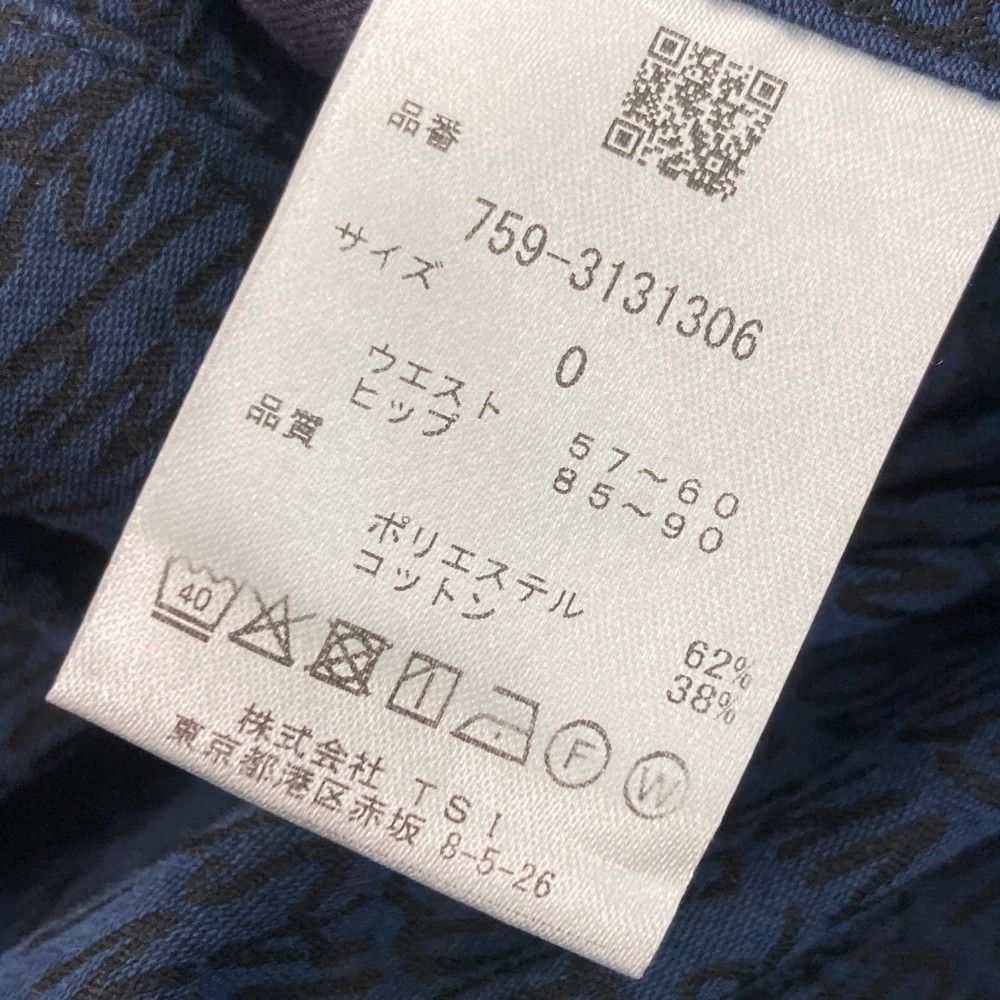 品番
759-3131306
サイズ
0
ウエスト 57~60
ヒップ 85~90
品質
ポリエステル 62%
コットン 38%
40
F
W
株式会社 TSI
東京都港区赤坂 8-5-26